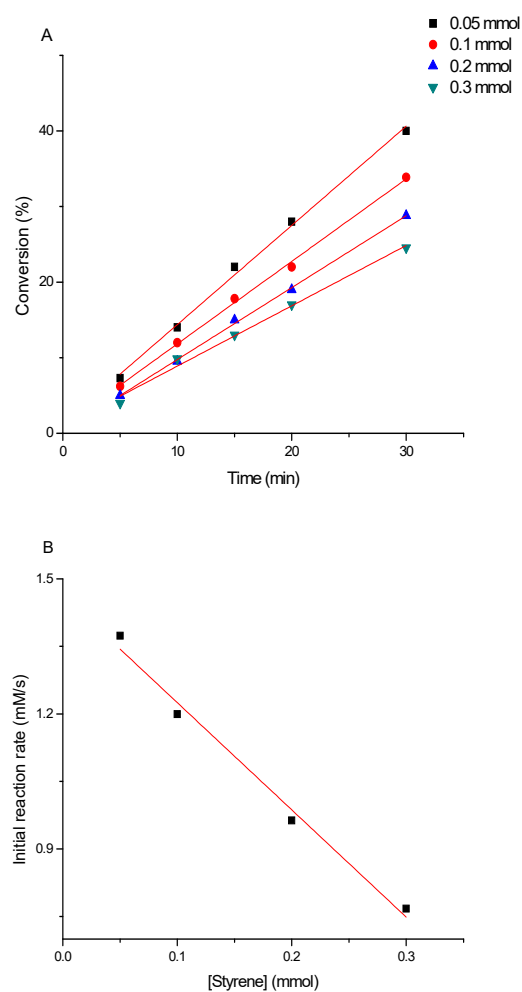 A
0.05 mmol
0.1 mmol
0.2 mmol
0.3 mmol
40
20
0
Conversion (%)
0 10 20 30
Time (min)
B
1.5
1.2
0.9
Initial reaction rate (mM/s)
0.0 0.1 0.2 0.3
[Styrene] (mmol)